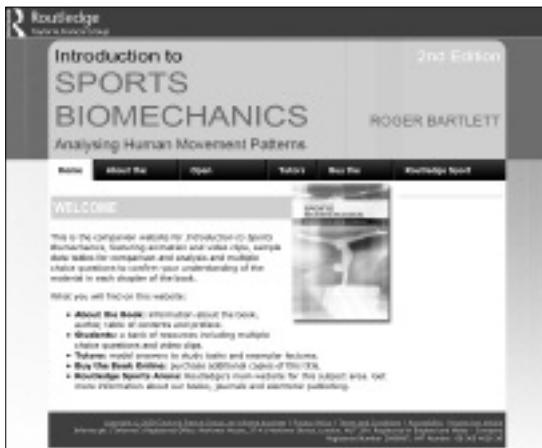 Routledge
Taylor & Francis Group
Introduction to
2nd Edition
SPORTS
BIOMECHANICS
ROGER BARTLETT
Analysing Human Movement Patterns
Home About the Open Tutors Buy the Routledge Sport
WELCOME
SPORTS
BIOMECHANICS
This is the companion website for Introduction to Sports
Biomechanics, featuring animation and video clips, sample
data tables for comparison and analysis and multiple
choice questions to confirm your understanding of the
material in each chapter of the book.
What you will find on this website:
• About the Book: information about the book,
author, table of contents and preface.
• Students: a bank of resources including multiple
choice questions and video clips.
• Tutors: model answers to study tasks and exemplar lectures.
• Buy the Book Online: purchase additional copies of this title.
• Routledge Sports Arena: Routledge's main website for this subject area. Get
more information about our books, journals and electronic publishing.